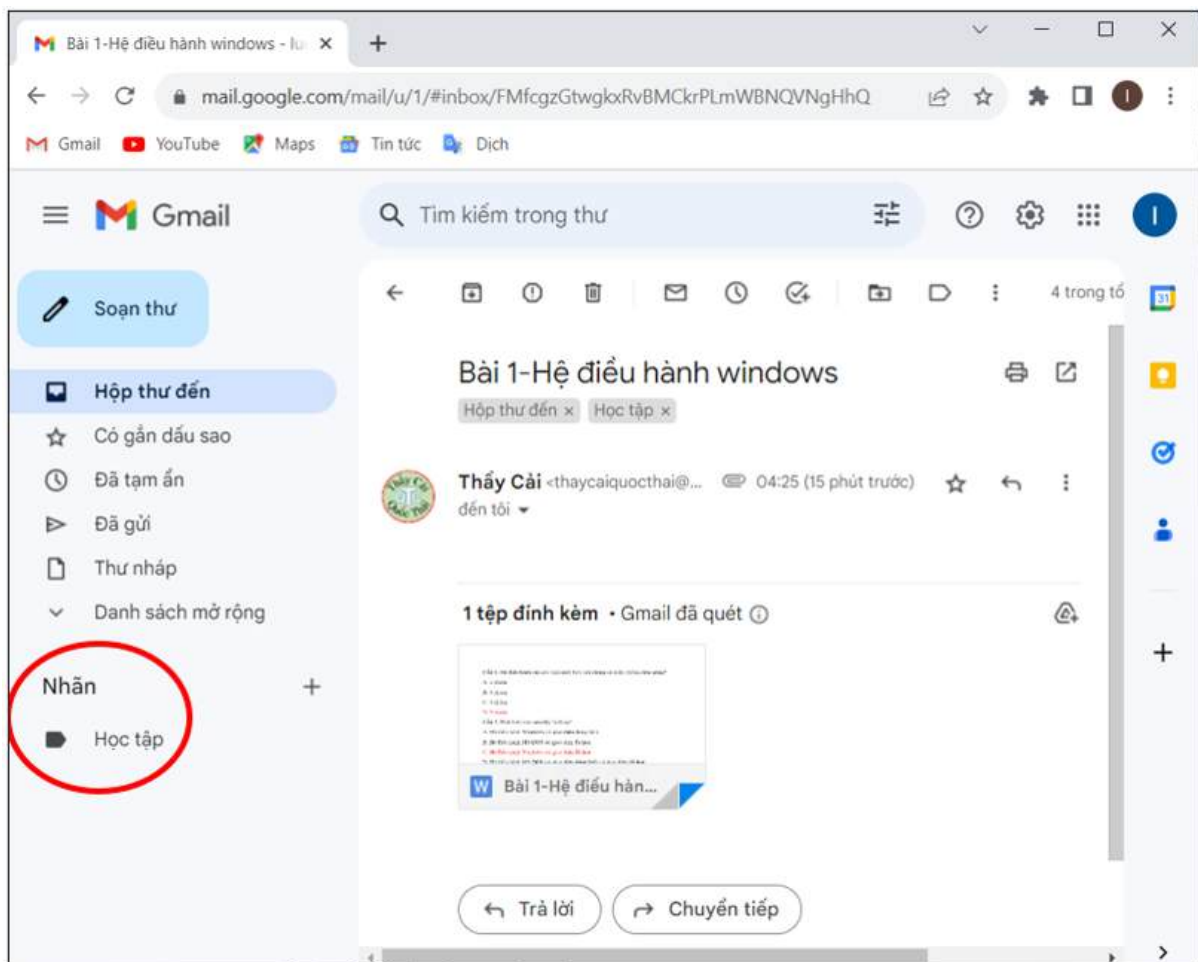 Bài 1-Hệ điều hành windows - lu
mail.google.com/mail/u/1/#inbox/FMfcgzGtwgkxRvBMCkrPLmWBNQVNgHhQ
I
Gmail YouTube Maps Tin tức Dịch
Gmail
Tìm kiếm trong thư
I
Soạn thư
4 trong tổ
31
Bài 1-Hệ điều hành windows
Hộp thư đến × Học tập ×
Hộp thư đến
Có gắn dấu sao
Đã tạm ẩn
Đã gửi
Thư nháp
Danh sách mở rộng
Nhãn
Học tập
Thầy Cải <thaycaiquocthai@... 04:25 (15 phút trước)
đến tôi
1 tệp đính kèm • Gmail đã quét
W Bài 1-Hệ điều hàn...
Trả lời
Chuyển tiếp